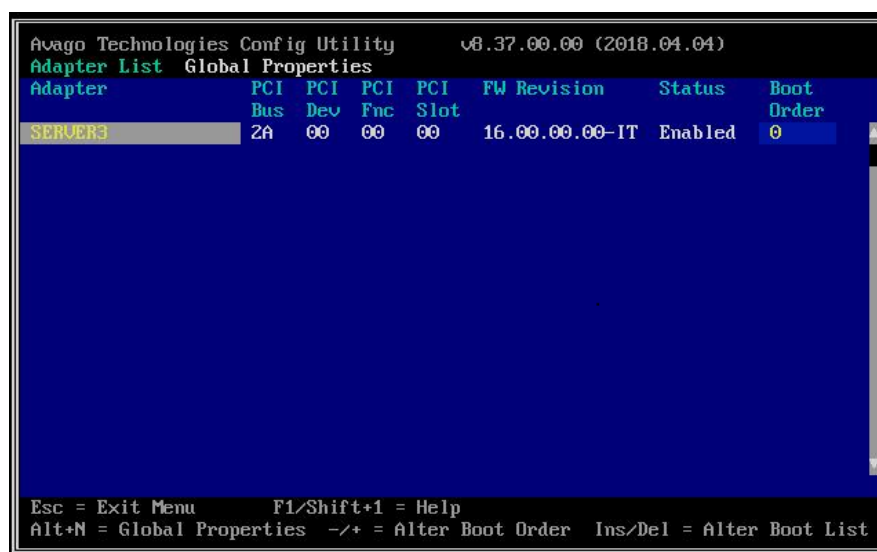 Avago Technologies Config Utility v8.37.00.00 (2018.04.04)
Adapter List Global Properties
Adapter PCI PCI PCI PCI FW Revision Status Boot
Bus Dev Fnc Slot Order
SERVER3 2A 00 00 00 16.00.00.00-IT Enabled 0
Esc = Exit Menu F1/Shift+1 = Help
Alt+N = Global Properties -/+ = Alter Boot Order Ins/Del = Alter Boot List